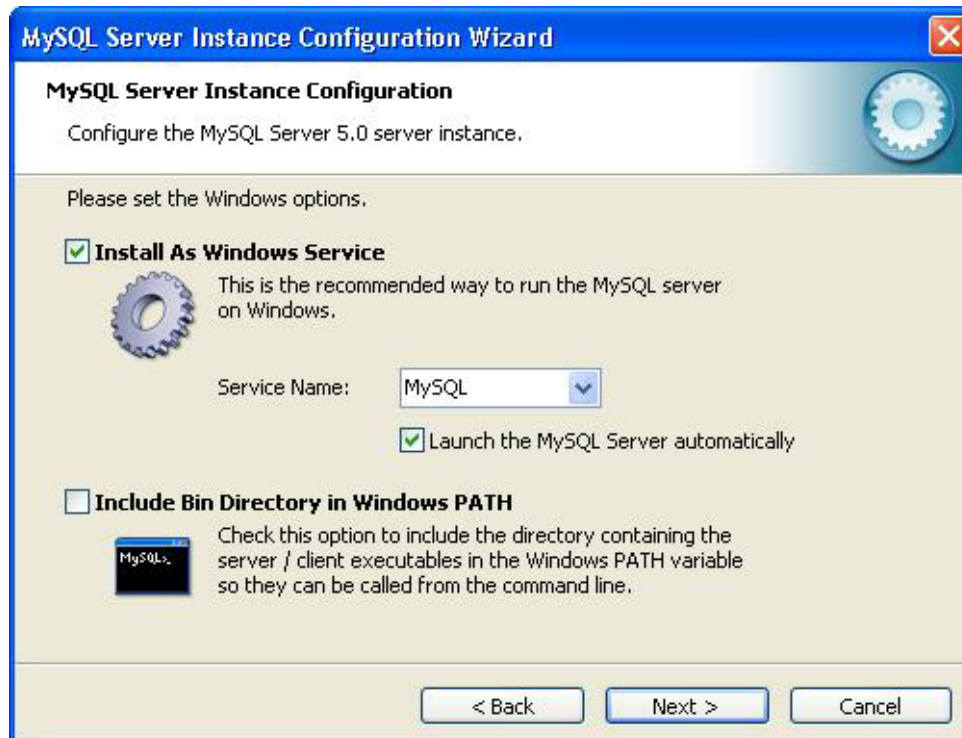 MySQL Server Instance Configuration Wizard
MySQL Server Instance Configuration
Configure the MySQL Server 5.0 server instance.
Please set the Windows options.
Install As Windows Service
This is the recommended way to run the MySQL server
on Windows.
Service Name:
MySQL
Launch the MySQL Server automatically
Include Bin Directory in Windows PATH
MySQL>_
Check this option to include the directory containing the
server / client executables in the Windows PATH variable
so they can be called from the command line.
< Back
Next >
Cancel